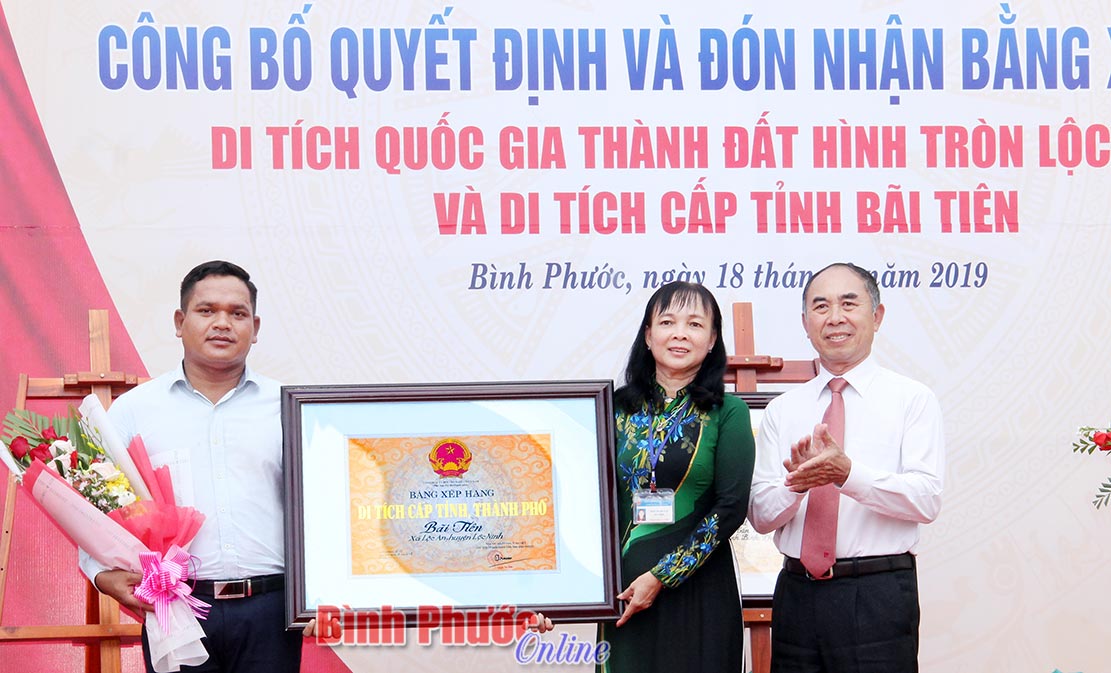 CÔNG BỐ QUYẾT ĐỊNH VÀ ĐÓN NHẬN BẰNG
DI TÍCH QUỐC GIA THÀNH ĐẤT HÌNH TRÒN LỘC
VÀ DI TÍCH CẤP TỈNH BÃI TIÊN
Bình Phước, ngày 18 năm 2019
BẰNG XẾP HẠNG
DI TÍCH CẤP TỈNH, THÀNH PHỐ
Bãi Tiên
Xã Lộc An, huyện Lộc Ninh
Bình Phước
Online